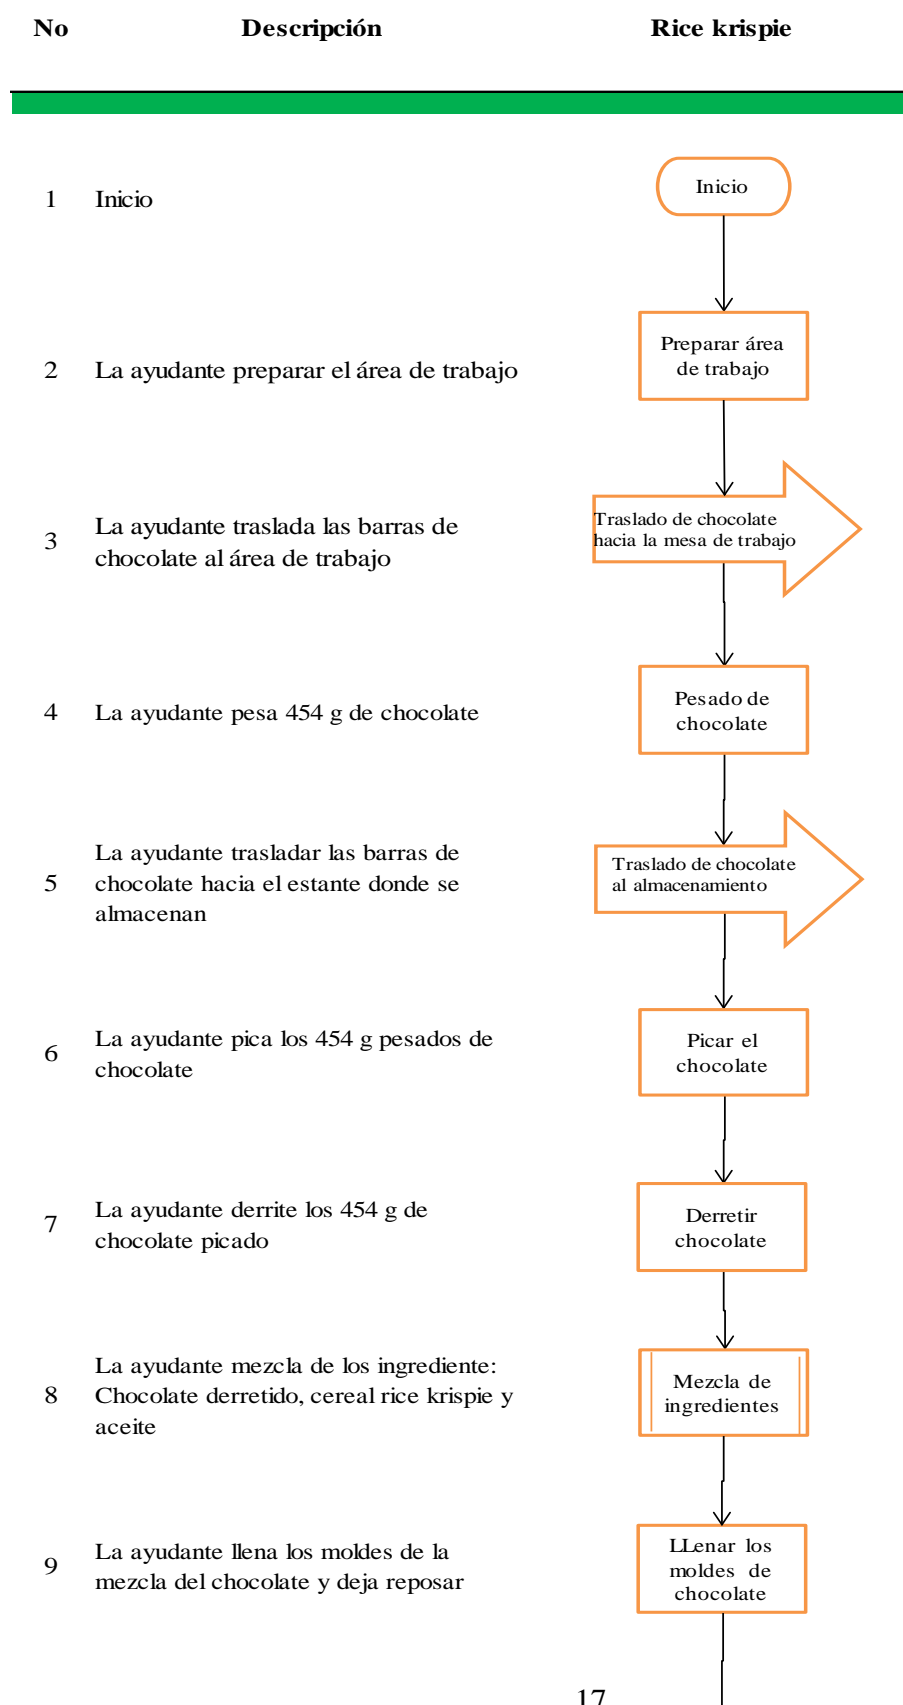 No Descripción Rice krispie
1 Inicio
Inicio
2 La ayudante preparar el área de trabajo
Preparar área
de trabajo
3 La ayudante traslada las barras de
chocolate al área de trabajo
Traslado de chocolate
hacia la mesa de trabajo
4 La ayudante pesa 454 g de chocolate
Pesado de
chocolate
5 La ayudante trasladar las barras de
chocolate hacia el estante donde se
almacenan
Traslado de chocolate
al almacenamiento
6 La ayudante pica los 454 g pesados de
chocolate
Picar el
chocolate
7 La ayudante derrite los 454 g de
chocolate picado
Derretir
chocolate
8 La ayudante mezcla de los ingrediente:
Chocolate derretido, cereal rice krispie y
aceite
Mezcla de
ingredientes
9 La ayudante llena los moldes de la
mezcla del chocolate y deja reposar
LLenar los
moldes de
chocolate
17